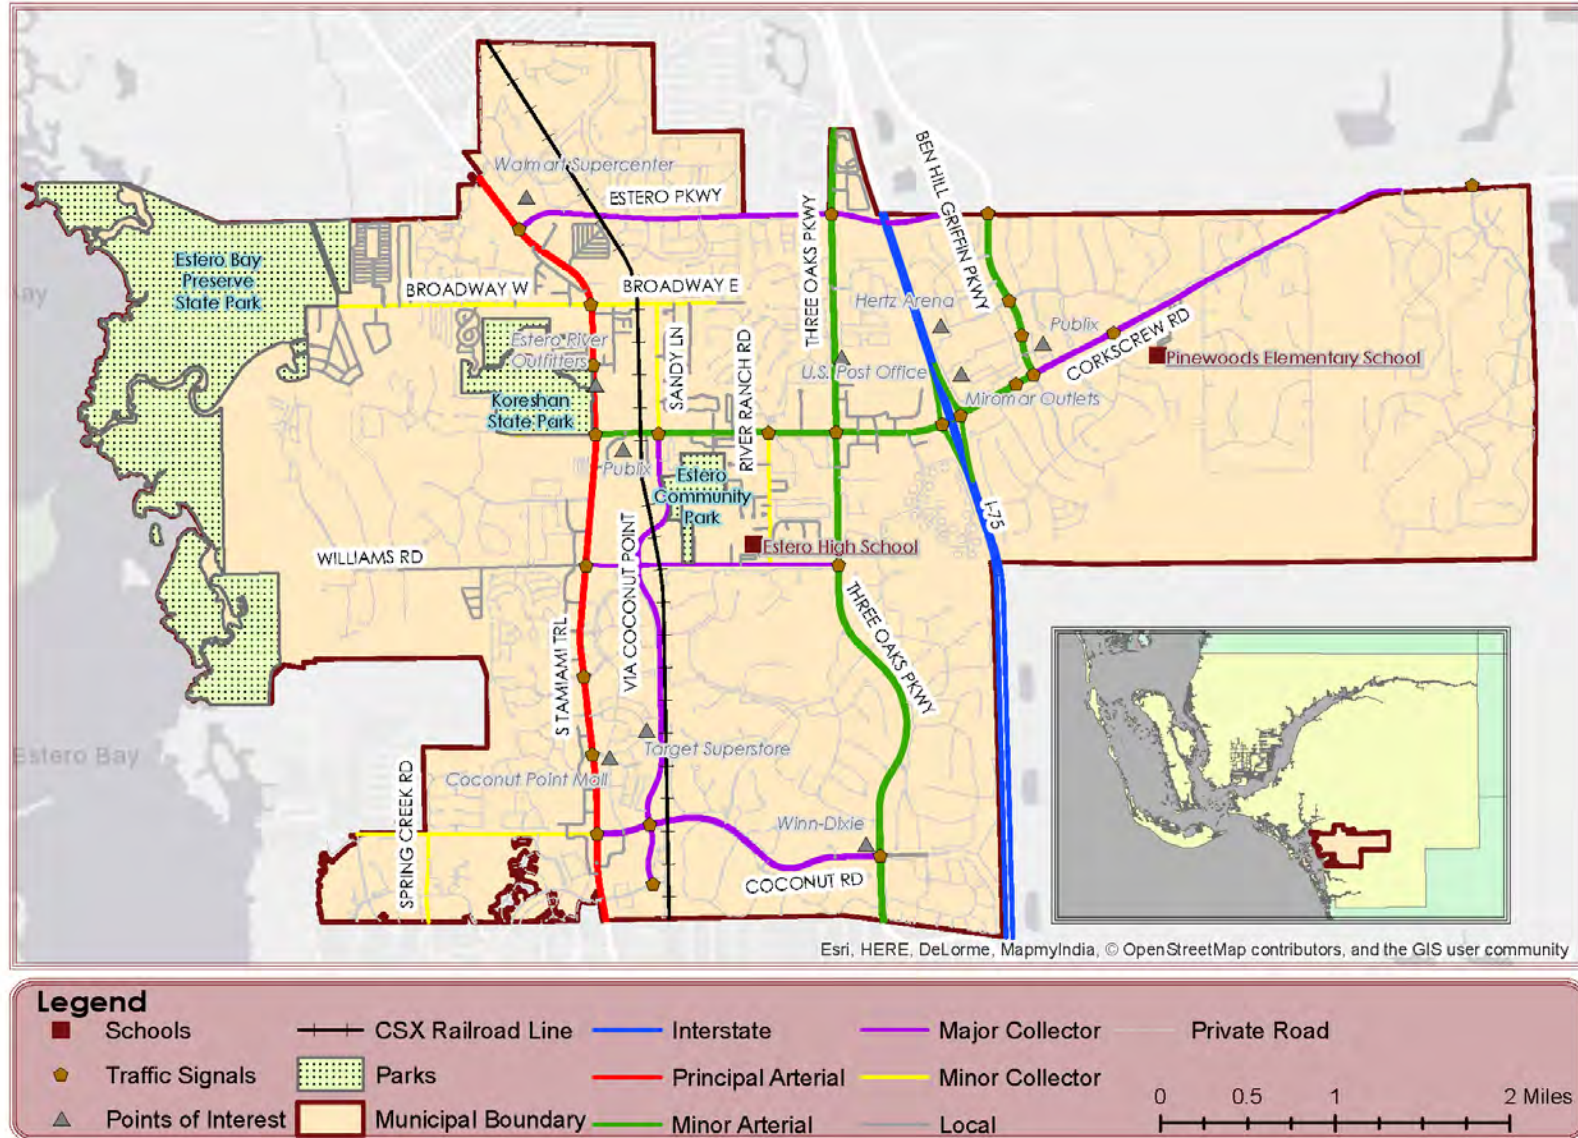 Walmart Supercenter
ESTERO PKWY
BEN HILL GRIFFIN PKWY
THREE OAKS PKWY
Estero Bay
Preserve
State Park
BROADWAY W
BROADWAY E
Hertz Arena
Publix
CORKSCREW RD
Pinewoods Elementary School
ay
Estero River
Outfitters
SANDY LN
RIVER RANCH RD
U.S. Post Office
Miromar Outlets
Koreshan
State Park
Publix
Estero
Community
Park
I-75
Estero High School
WILLIAMS RD
VIA COCONUT POINT
THREE OAKS PKWY
S TAMIAMI TRL
Estero Bay
Target Superstore
Coconut Point Mall
SPRING CREEK RD
Winn-Dixie
COCONUT RD
Esri, HERE, DeLorme, MapmyIndia, © OpenStreetMap contributors, and the GIS user community
Legend
Schools
CSX Railroad Line
Interstate
Major Collector
Private Road
Traffic Signals
Parks
Principal Arterial
Minor Collector
0 0.5 1 2 Miles
Points of Interest
Municipal Boundary
Minor Arterial
Local